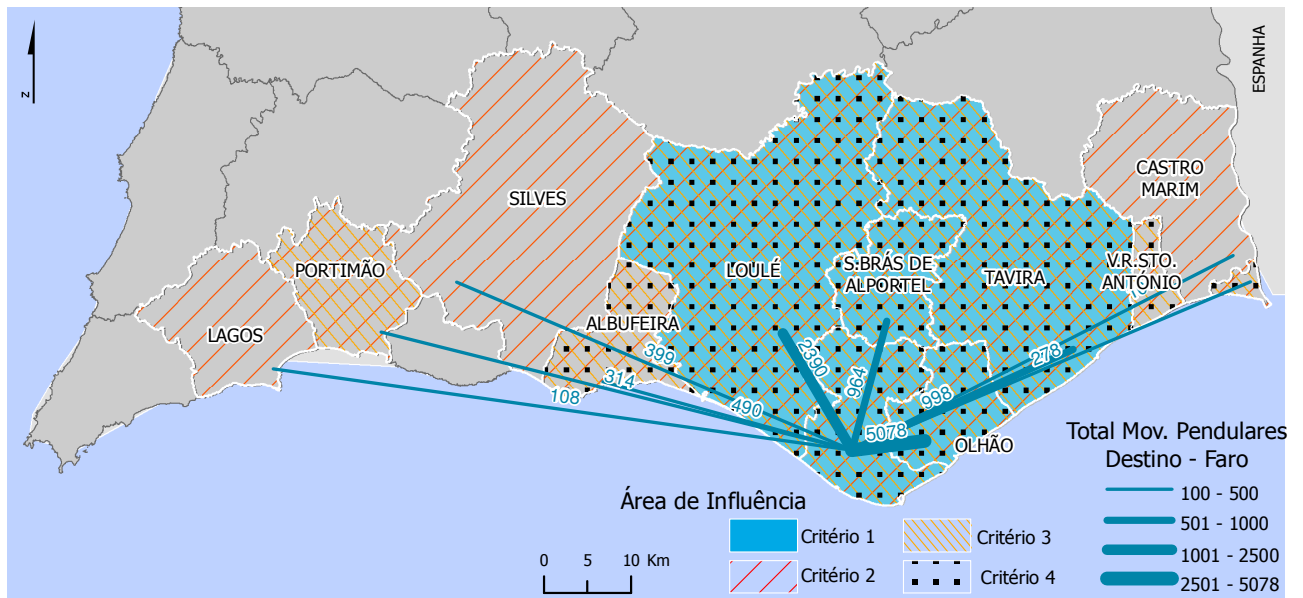 N
ESPANHA
CASTRO
MARIM
SILVES
PORTIMÃO
LOULÉ
S.BRÁS DE
ALPORTEL
TAVIRA
V.R.STO.
ANTÓNIO
LAGOS
ALBUFEIRA
399
2390
278
314
964
108
490
998
5078
OLHÃO
Total Mov. Pendulares
Destino - Faro
100 - 500
501 - 1000
1001 - 2500
2501 - 5078
Área de Influência
Critério 1
Critério 3
Critério 2
Critério 4
0 5 10 Km